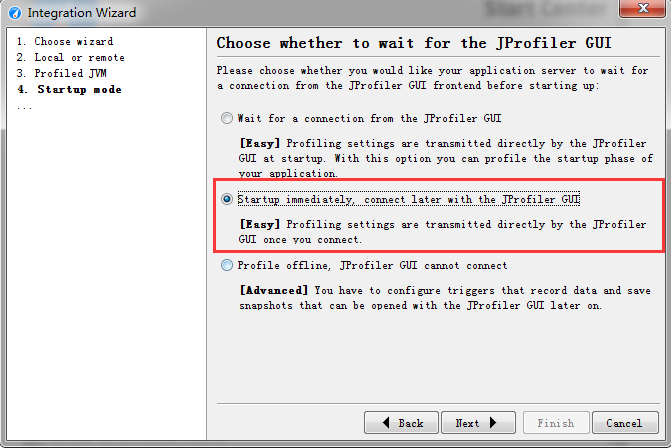 Integration Wizard
Start Center
1. Choose wizard
2. Local or remote
3. Profiled JVM
4. Startup mode
...
Choose whether to wait for the JProfiler GUI
Please choose whether you would like your application server to wait for
a connection from the JProfiler GUI frontend before starting up:
Wait for a connection from the JProfiler GUI
[Easy] Profiling settings are transmitted directly by the JProfiler
GUI at startup. With this option you can profile the startup phase of
your application.
Startup immediately, connect later with the JProfiler GUI
[Easy] Profiling settings are transmitted directly by the JProfiler
GUI once you connect.
Profile offline, JProfiler GUI cannot connect
[Advanced] You have to configure triggers that record data and save
snapshots that can be opened with the JProfiler GUI later on.
Back
Next
Finish
Cancel